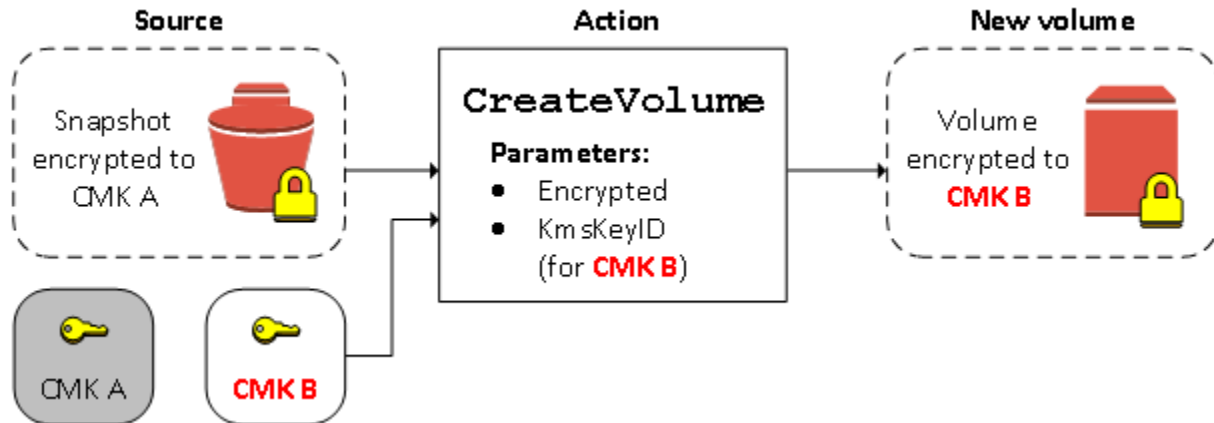 Source
Action
New volume
Snapshot
encrypted to
CMK A
CreateVolume
Parameters:
● Encrypted
● KmsKeyID
(for CMK B)
Volume
encrypted to
CMK B
CMK A
CMK B